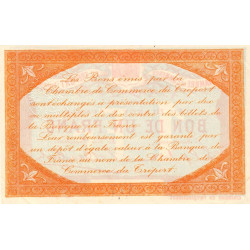 Les Bons émis par la
Chambre de Commerce du Tréport
sont échangés à présentation par des
ou multiples de des contre des billets de
la Banque de France.
Leur remboursement est garanti par
un dépôt d'égale valeur à la Banque de
France au nom de la Chambre de
Commerce du Tréport.